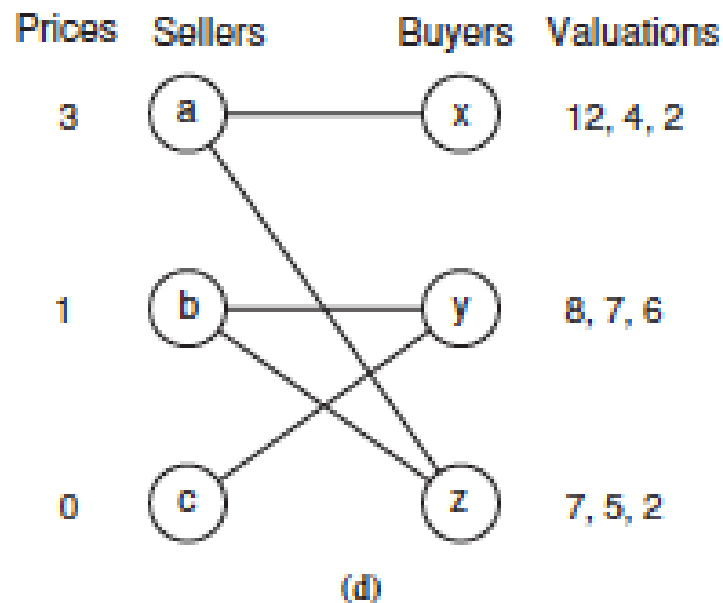 Prices Sellers Buyers Valuations
3 a x 12, 4, 2
1 b y 8, 7, 6
0 c z 7, 5, 2
(d)